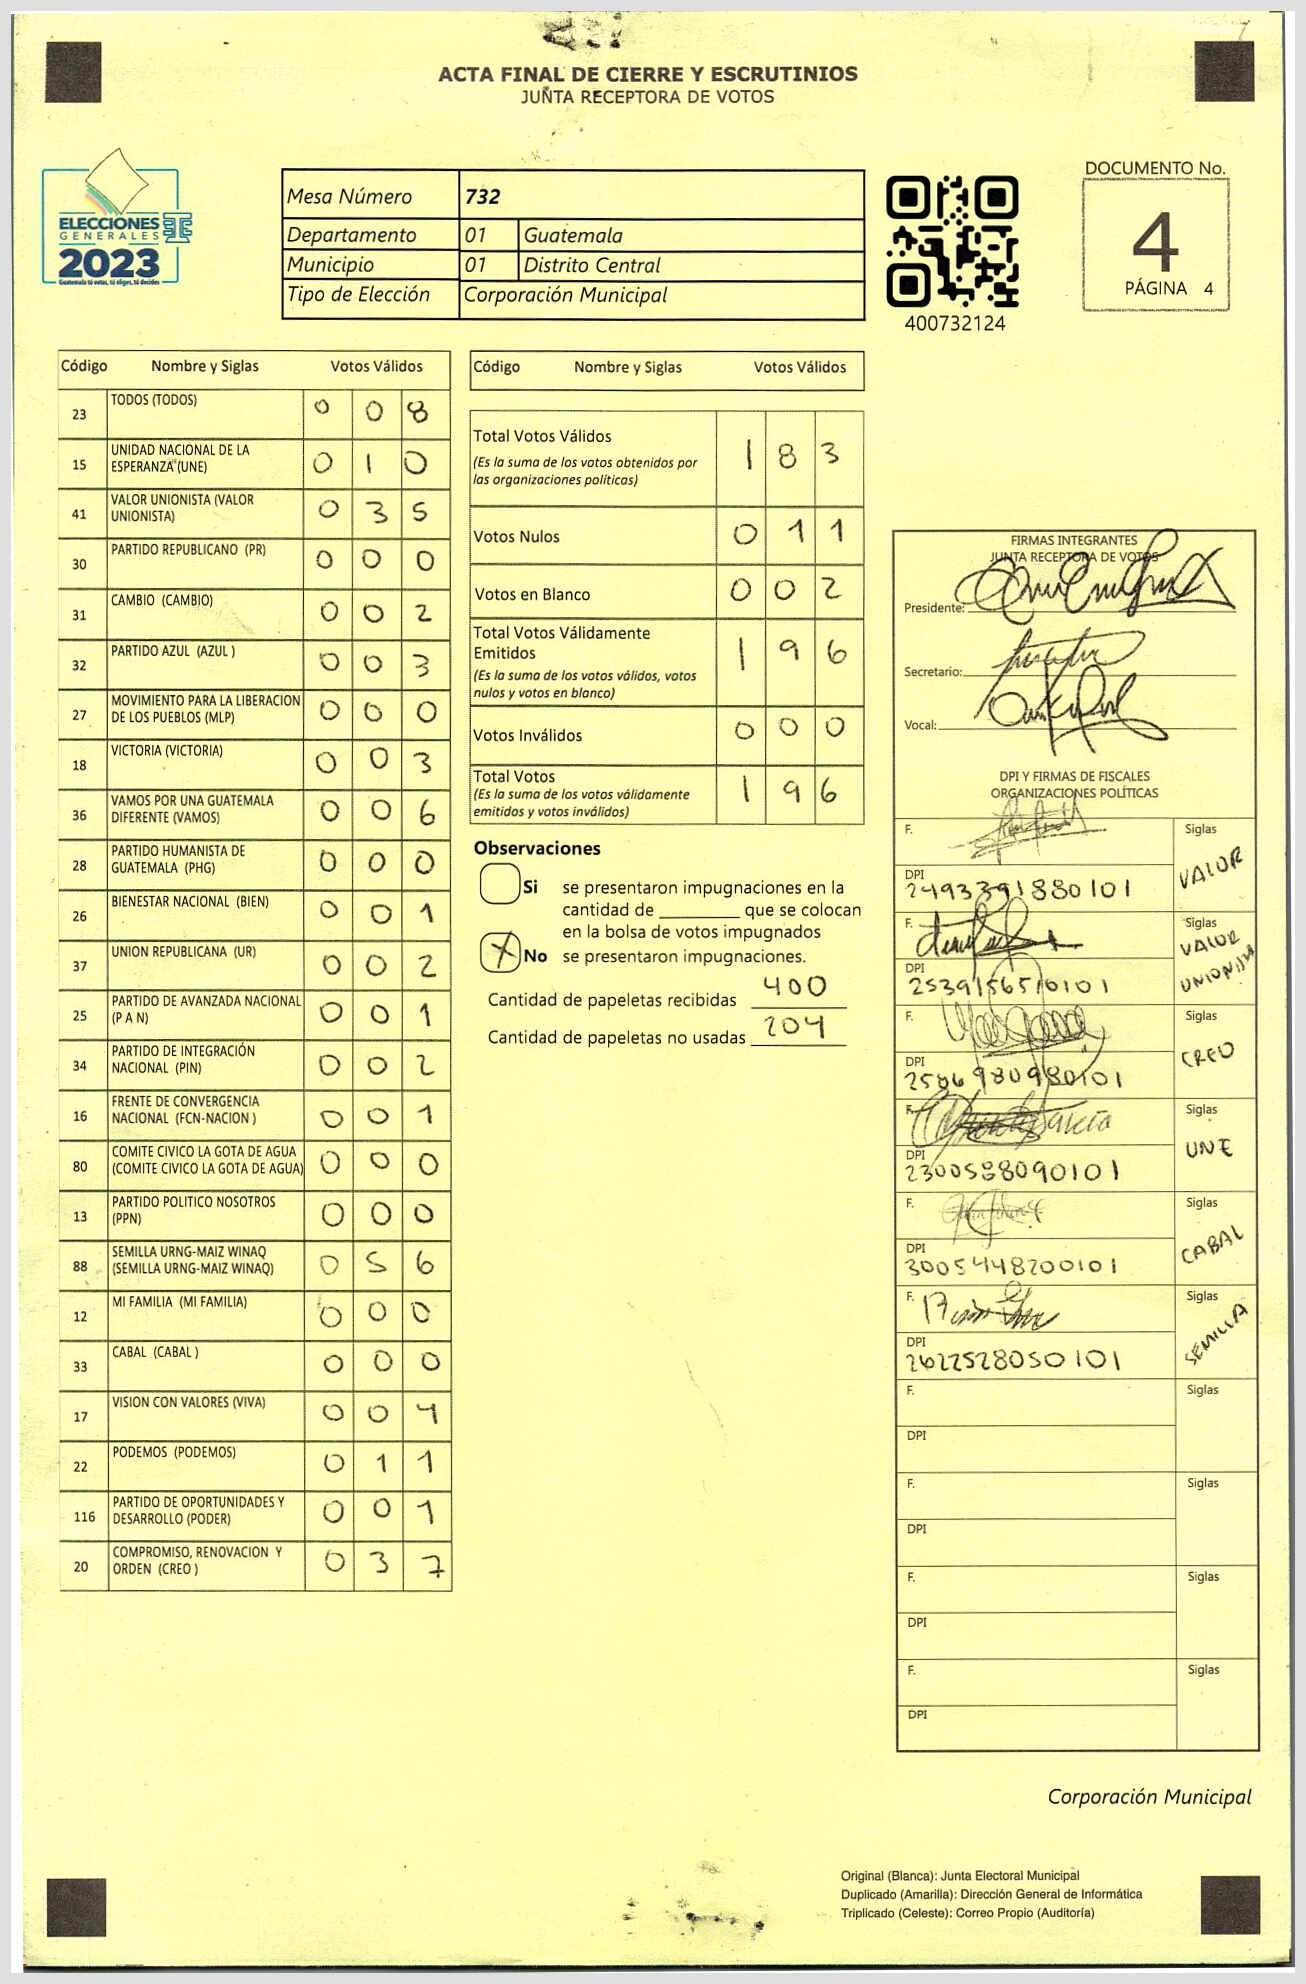 ACTA FINAL DE CIERRE Y ESCRUTINIOS
JUNTA RECEPTORA DE VOTOS
ELECCIONES
GENERALES
2023
Guatemala tú votas, tú eliges, tú decides
TSE
Mesa Número 732
Departamento 01 Guatemala
Municipio 01 Distrito Central
Tipo de Elección Corporación Municipal
400732124
DOCUMENTO No.
4
PÁGINA 4
Código Nombre y Siglas Votos Válidos
23 TODOS (TODOS) 0 0 8
15 UNIDAD NACIONAL DE LA
ESPERANZA (UNE) 0 1 0
41 VALOR UNIONISTA (VALOR
UNIONISTA) 0 3 5
30 PARTIDO REPUBLICANO (PR) 0 0 0
31 CAMBIO (CAMBIO) 0 0 2
32 PARTIDO AZUL (AZUL ) 0 0 3
27 MOVIMIENTO PARA LA LIBERACION
DE LOS PUEBLOS (MLP) 0 0 0
18 VICTORIA (VICTORIA) 0 0 3
36 VAMOS POR UNA GUATEMALA
DIFERENTE (VAMOS) 0 0 6
28 PARTIDO HUMANISTA DE
GUATEMALA (PHG) 0 0 0
26 BIENESTAR NACIONAL (BIEN) 0 0 1
37 UNION REPUBLICANA (UR) 0 0 2
25 PARTIDO DE AVANZADA NACIONAL
(P A N) 0 0 1
34 PARTIDO DE INTEGRACIÓN
NACIONAL (PIN) 0 0 2
16 FRENTE DE CONVERGENCIA
NACIONAL (FCN-NACION ) 0 0 1
80 COMITE CIVICO LA GOTA DE AGUA
(COMITE CIVICO LA GOTA DE AGUA) 0 0 0
13 PARTIDO POLITICO NOSOTROS
(PPN) 0 0 0
88 SEMILLA URNG-MAIZ WINAQ
(SEMILLA URNG-MAIZ WINAQ) 0 5 6
12 MI FAMILIA (MI FAMILIA) 0 0 0
33 CABAL (CABAL ) 0 0 0
17 VISION CON VALORES (VIVA) 0 0 4
22 PODEMOS (PODEMOS) 0 1 1
116 PARTIDO DE OPORTUNIDADES Y
DESARROLLO (PODER) 0 0 1
20 COMPROMISO, RENOVACION Y
ORDEN (CREO ) 0 3 7
Código Nombre y Siglas Votos Válidos
Total Votos Válidos 1 8 3
(Es la suma de los votos obtenidos por
las organizaciones políticas)
Votos Nulos 0 1 1
Votos en Blanco 0 0 2
Total Votos Válidamente
Emitidos 1 9 6
(Es la suma de los votos válidos, votos
nulos y votos en blanco)
Votos Inválidos 0 0 0
Total Votos 1 9 6
(Es la suma de los votos válidamente
emitidos y votos inválidos)
Observaciones
Si se presentaron impugnaciones en la
cantidad de ________ que se colocan
en la bolsa de votos impugnados
X No se presentaron impugnaciones.
Cantidad de papeletas recibidas 400
Cantidad de papeletas no usadas 204
FIRMAS INTEGRANTES
JUNTA RECEPTORA DE VOTOS
Presidente:
Secretario:
Vocal:
DPI Y FIRMAS DE FISCALES
ORGANIZACIONES POLÍTICAS
F. Siglas
VALOR
DPI
2493391880101
F. Siglas
VALOR
UNIONISTA
DPI
2539156510101
F. Siglas
CREO
DPI
2586980980101
F. Siglas
UNE
DPI
2300588090101
F. Siglas
CABAL
DPI
3005448200101
F. Siglas
SEMILLA
DPI
2622528050101
F. Siglas
DPI
F. Siglas
DPI
F. Siglas
DPI
F. Siglas
DPI
Corporación Municipal
Original (Blanca): Junta Electoral Municipal
Duplicado (Amarilla): Dirección General de Informática
Triplicado (Celeste): Correo Propio (Auditoría)